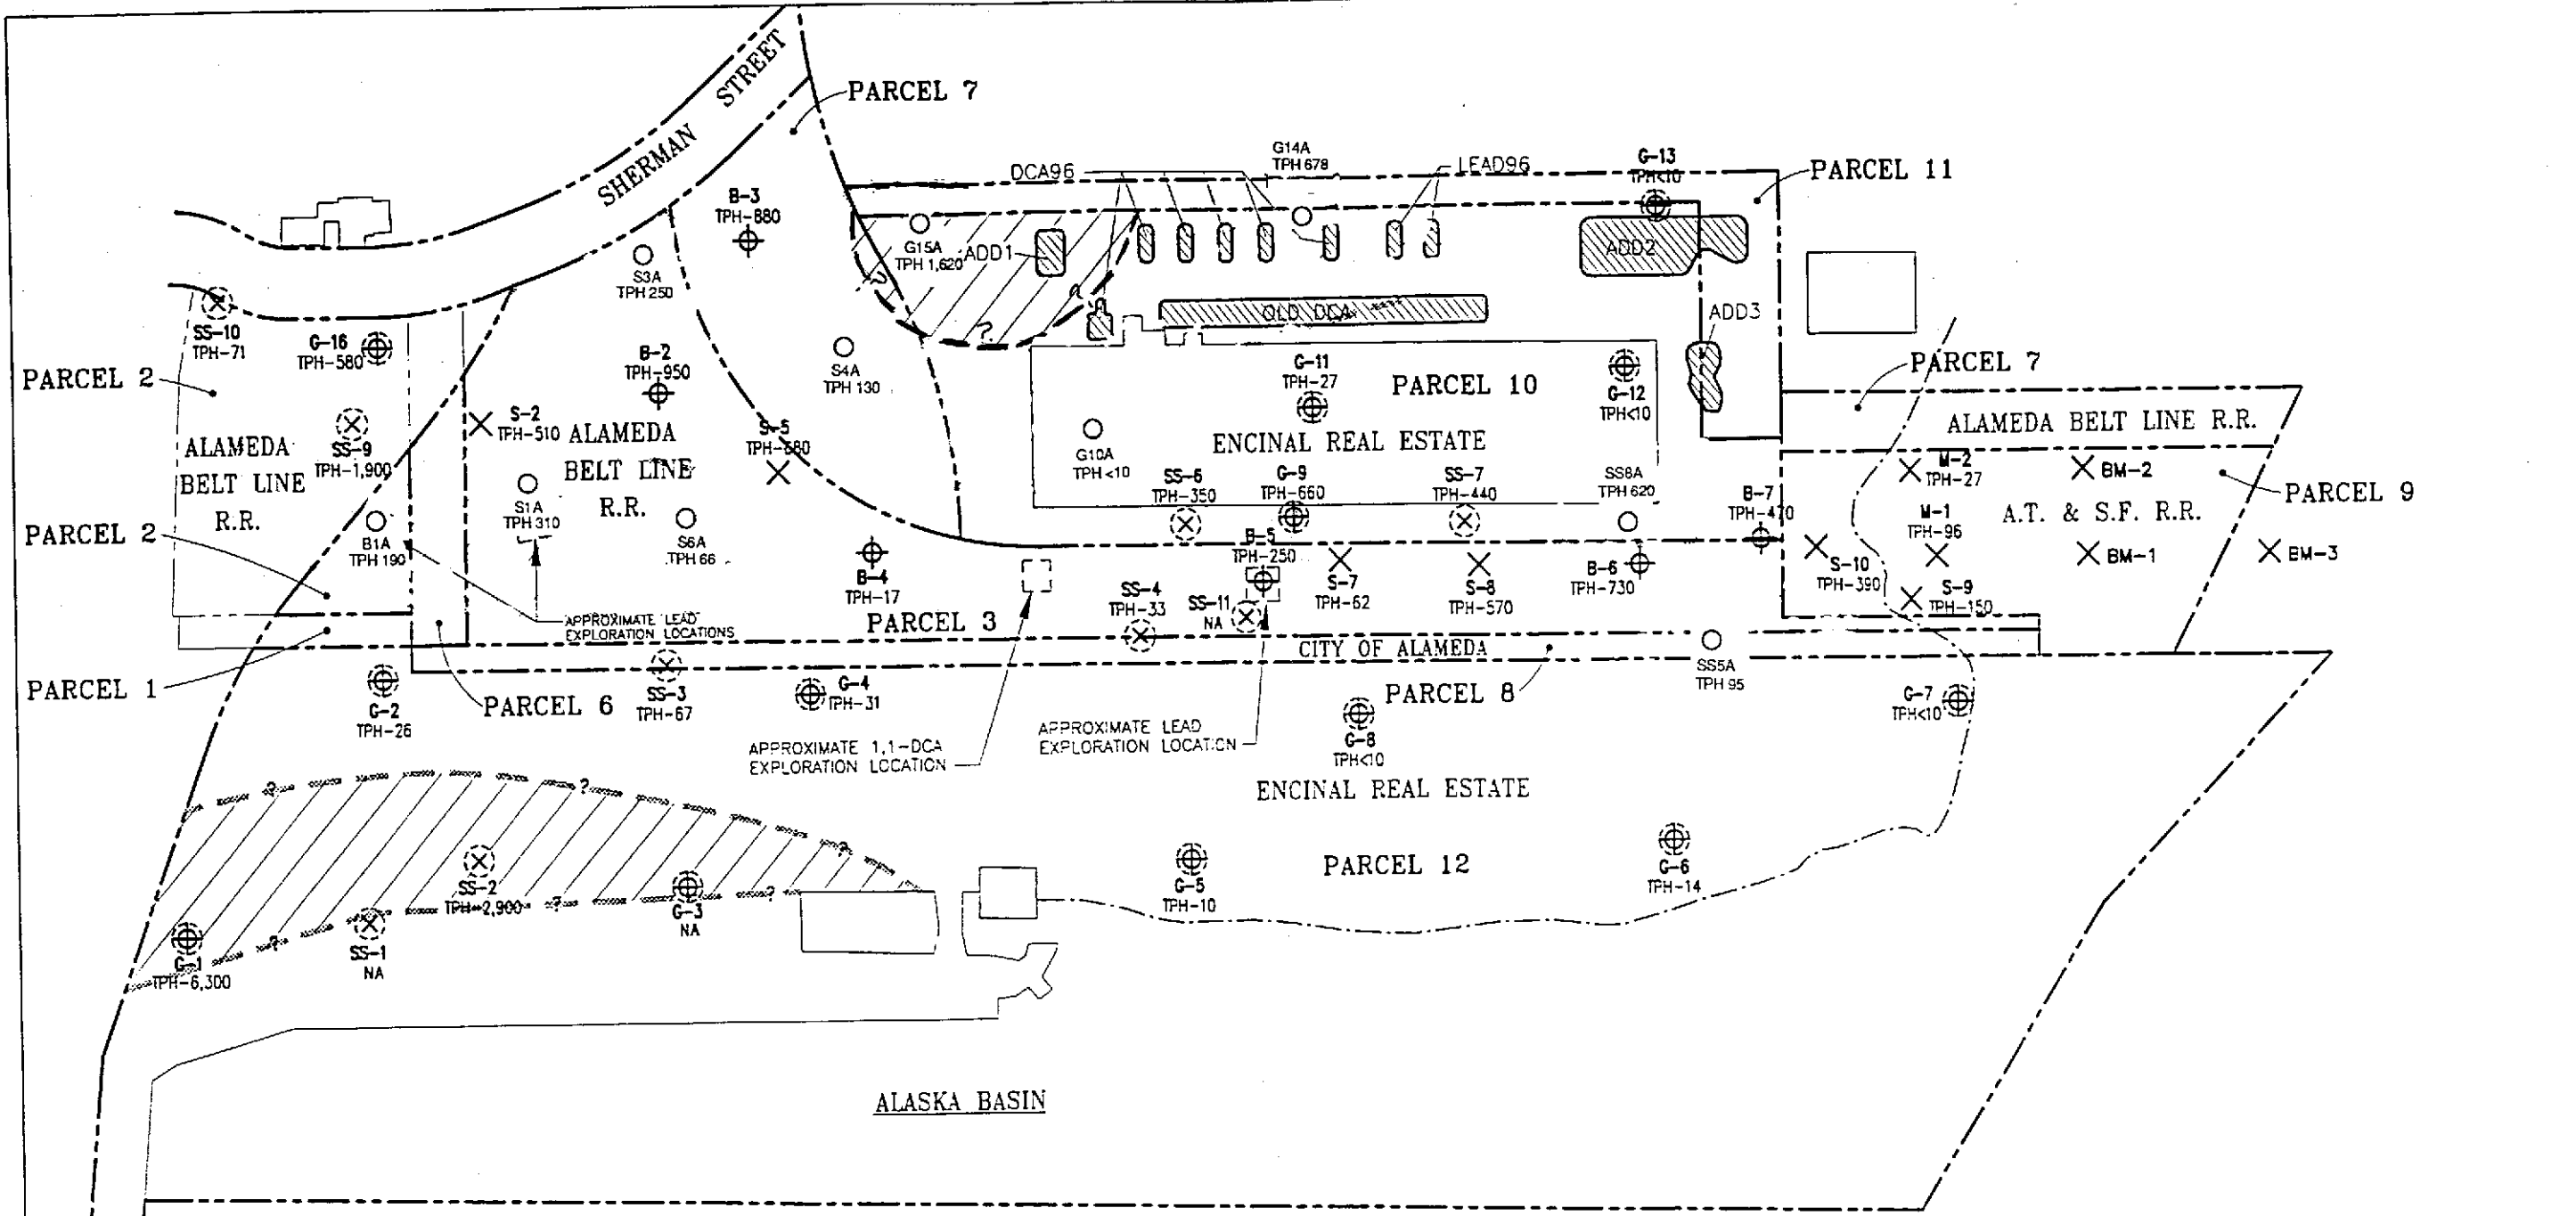 SHERMAN STREET
PARCEL 7
B-3
TPH-880
S3A
TPH 250
DCA96
G14A
TPH 678
LEAD96
G-13
TPH<10
PARCEL 11
G15A
TPH 1,620
ADD1
ADD2
ADD3
OLD DCA
?
?
SS-10
TPH-71
G-16
TPH-580
PARCEL 2
SS-9
TPH-1,900
ALAMEDA
BELT LINE
R.R.
PARCEL 2
B1A
TPH 190
S-2
TPH-510
B-2
TPH-950
ALAMEDA
BELT LINE
R.R.
S1A
TPH 310
S6A
TPH 66
S-5
TPH-680
S4A
TPH 130
B-4
TPH-17
APPROXIMATE LEAD
EXPLORATION LOCATIONS
PARCEL 3
G-11
TPH-27
PARCEL 10
G-12
TPH<10
ENCINAL REAL ESTATE
G10A
TPH <10
SS-6
TPH-350
G-9
TPH-660
SS-7
TPH-440
SS8A
TPH 620
B-7
TPH-470
B-5
TPH-250
S-7
TPH-62
S-8
TPH-570
B-6
TPH-730
SS-4
TPH-33
SS-11
NA
PARCEL 7
ALAMEDA BELT LINE R.R.
M-2
TPH-27
BM-2
PARCEL 9
M-1
TPH-96
A.T. & S.F. R.R.
BM-1
BM-3
S-10
TPH-390
S-9
TPH-150
CITY OF ALAMEDA
SS5A
TPH 95
PARCEL 1
G-2
TPH-26
PARCEL 6
SS-3
TPH-67
G-4
TPH-31
PARCEL 8
G-7
TPH<10
APPROXIMATE 1,1-DCA
EXPLORATION LOCATION
APPROXIMATE LEAD
EXPLORATION LOCATION
G-8
TPH<10
ENCINAL REAL ESTATE
?
?
?
SS-2
TPH-2,900
?
G-3
NA
?
G-5
TPH-10
PARCEL 12
G-6
TPH-14
G-1
TPH-6,300
?
SS-1
NA
ALASKA BASIN